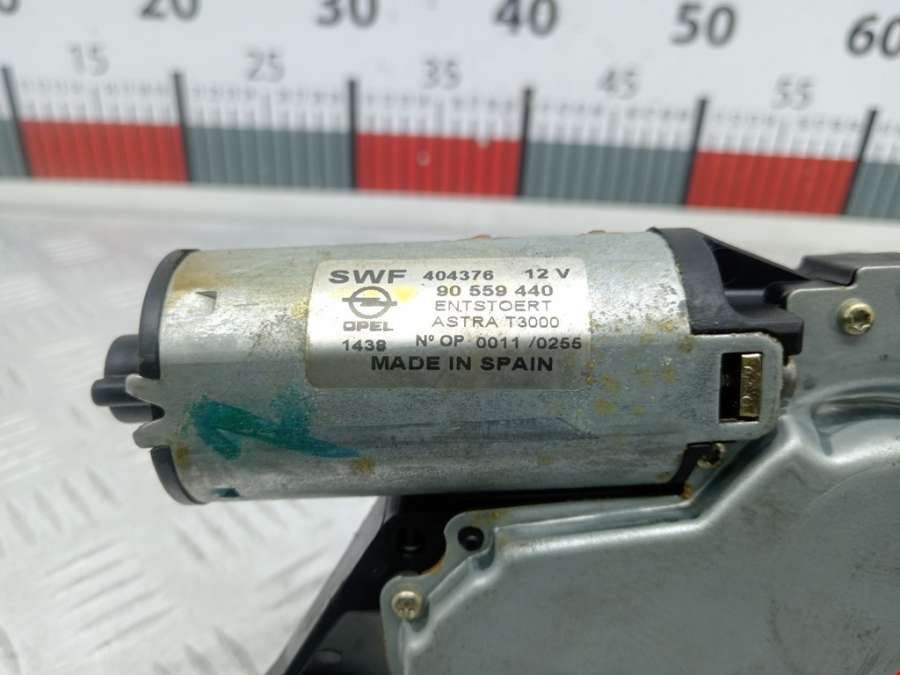 20
30
40
50
60
15
25
35
45
55
SWF 404376 12 V
90 559 440
ENTSTOERT
OPEL ASTRA T3000
1438 Nº OP 0011 /0255
MADE IN SPAIN